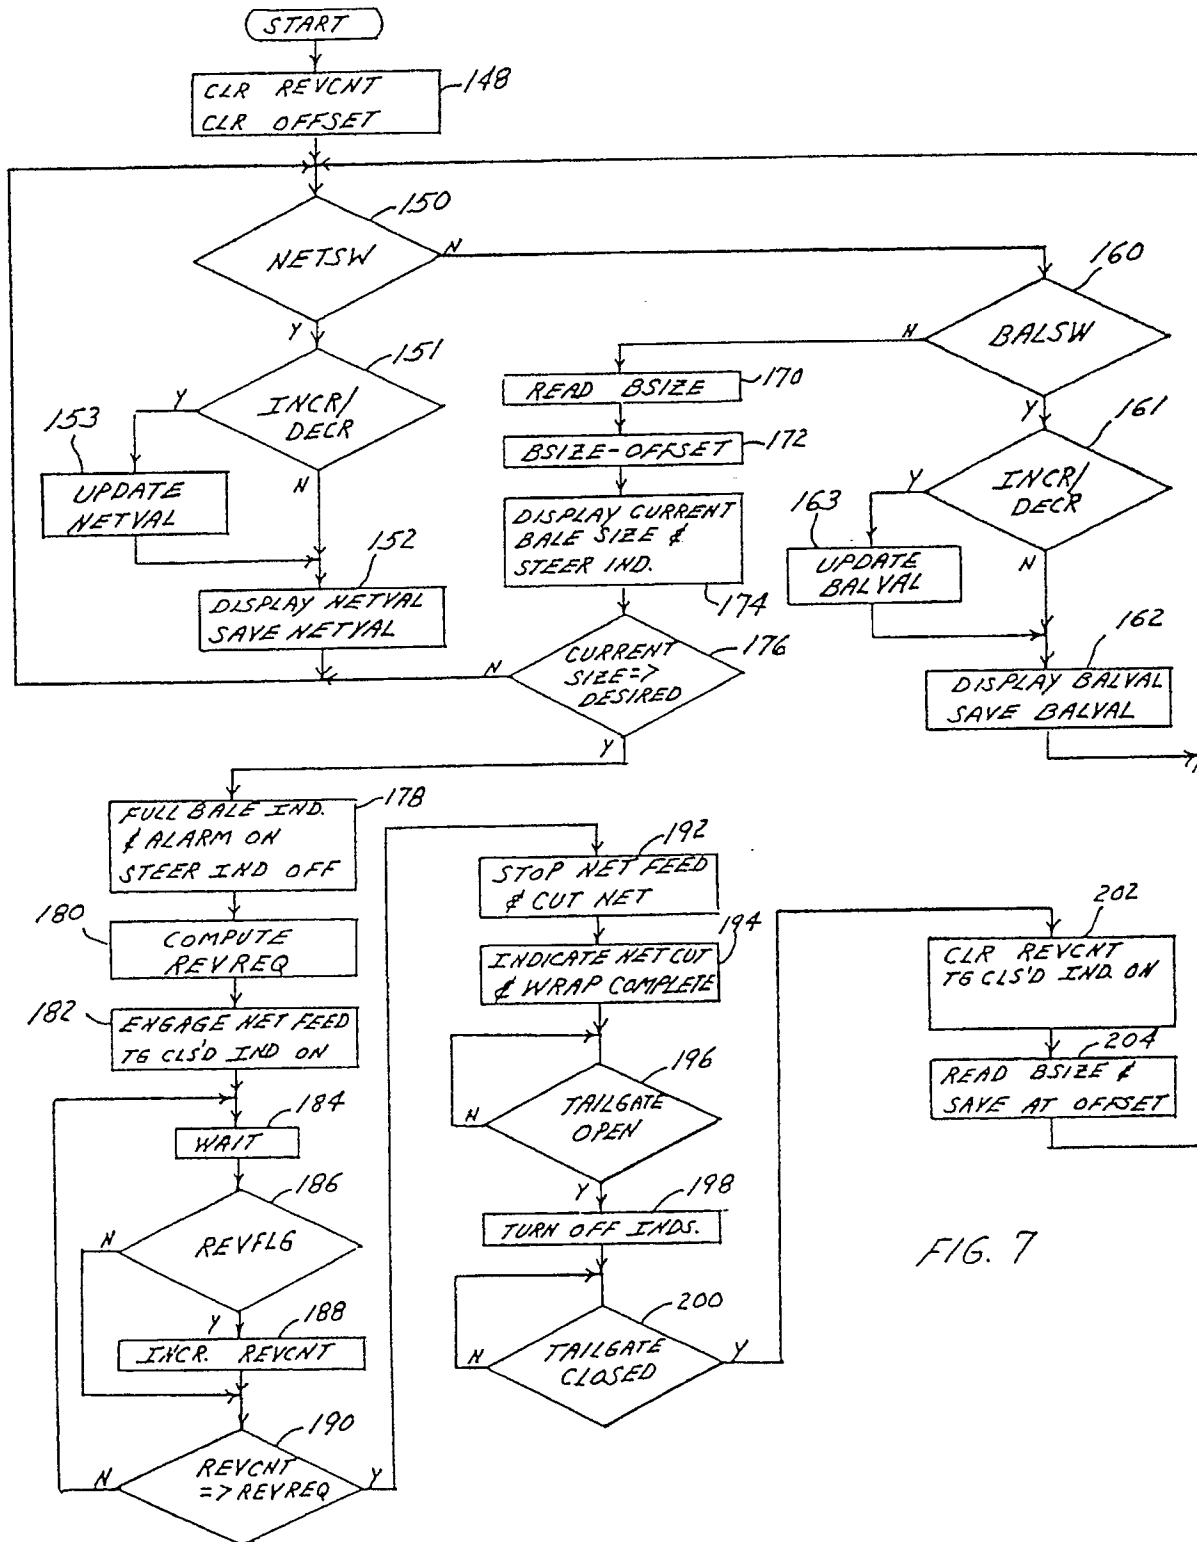 START
CLR REVCNT
CLR OFFSET
148
150
NETSW
N
Y
160
BALSW
N
Y
151
INCR/
DECR
Y
N
153
UPDATE
NETVAL
152
DISPLAY NETVAL
SAVE NETVAL
READ BSIZE
170
BSIZE-OFFSET
172
DISPLAY CURRENT
BALE SIZE &
STEER IND.
174
161
INCR/
DECR
Y
N
163
UPDATE
BALVAL
162
DISPLAY BALVAL
SAVE BALVAL
176
CURRENT
SIZE=>
DESIRED
N
Y
178
FULL BALE IND.
& ALARM ON
STEER IND OFF
180
COMPUTE
REVREQ
182
ENGAGE NET FEED
TG CLS'D IND ON
184
WAIT
186
REVFLG
N
Y
188
INCR. REVCNT
190
REVCNT
=> REVREQ
N
Y
192
STOP NET FEED
& CUT NET
194
INDICATE NET CUT
& WRAP COMPLETE
196
TAILGATE
OPEN
N
Y
198
TURN OFF INDS.
200
TAILGATE
CLOSED
N
Y
202
CLR REVCNT
TG CLS'D IND. ON
204
READ BSIZE &
SAVE AT OFFSET
FIG. 7